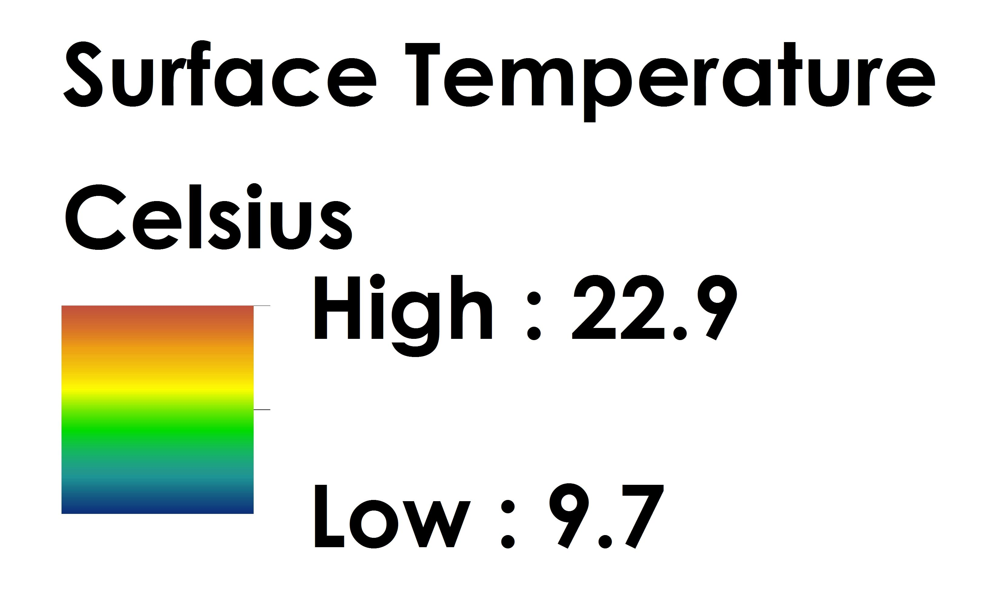 Surface Temperature
Celsius
High : 22.9
Low : 9.7